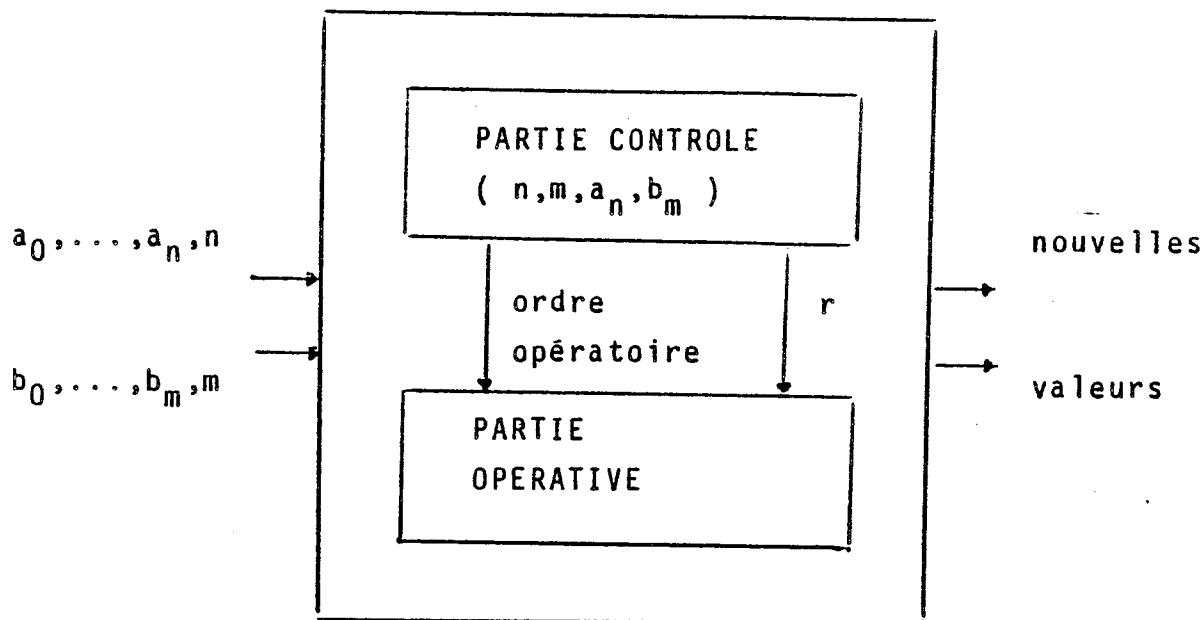 PARTIE CONTROLE
( n,m,a_n,b_m )
a_0,...,a_n,n
nouvelles
ordre
r
opératoire
b_0,...,b_m,m
valeurs
PARTIE
OPERATIVE